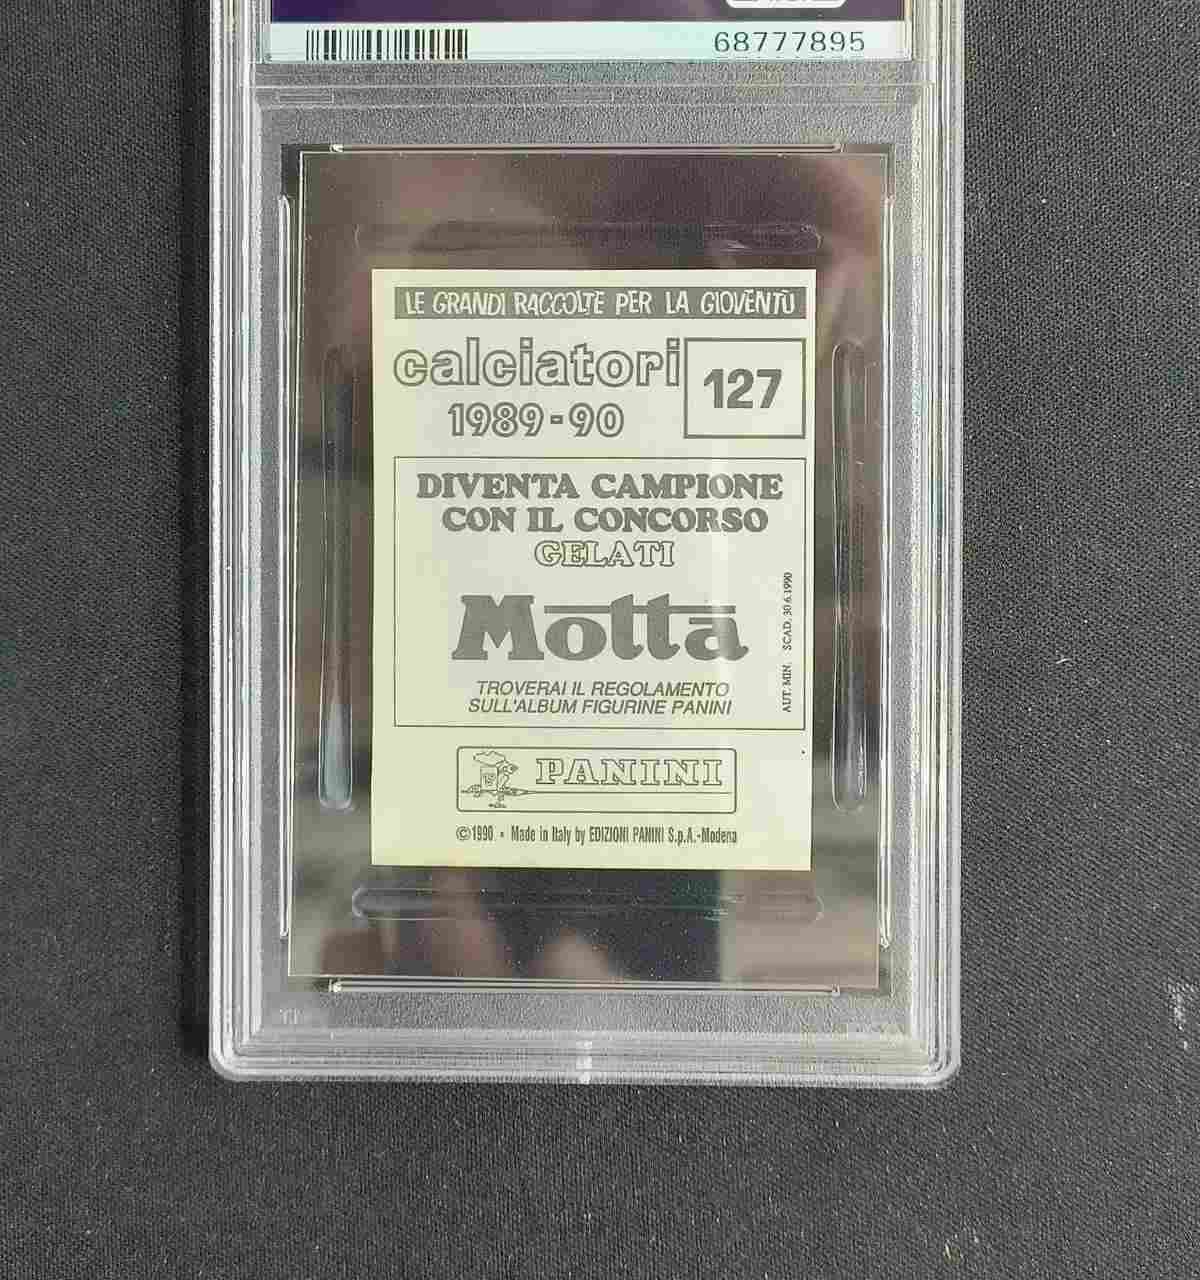 68777895
LE GRANDI RACCOLTE PER LA GIOVENTÙ
calciatori
1989-90
127
DIVENTA CAMPIONE
CON IL CONCORSO
GELATI
Motta
TROVERAI IL REGOLAMENTO
SULL'ALBUM FIGURINE PANINI
AUT. MIN. SCAD. 30.6.1990
PANINI
©1990 - Made in Italy by EDIZIONI PANINI S.p.A.-Modena